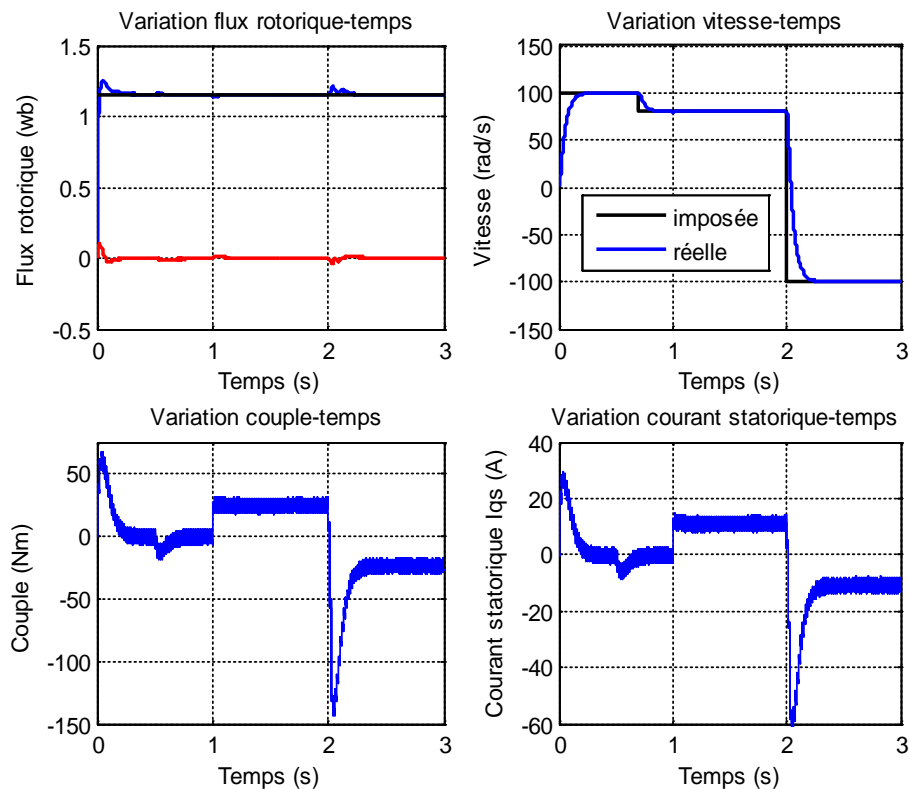 Variation flux rotorique-temps
Flux rotorique (wb)
1.5
1
0.5
0
-0.5
0 1 2 3
Temps (s)
Variation vitesse-temps
Vitesse (rad/s)
150
100
50
0
-50
-100
-150
imposée
réelle
0 1 2 3
Temps (s)
Variation couple-temps
Couple (Nm)
50
0
-50
-100
-150
0 1 2 3
Temps (s)
Variation courant statorique-temps
Courant statorique Iqs (A)
40
20
0
-20
-40
-60
0 1 2 3
Temps (s)